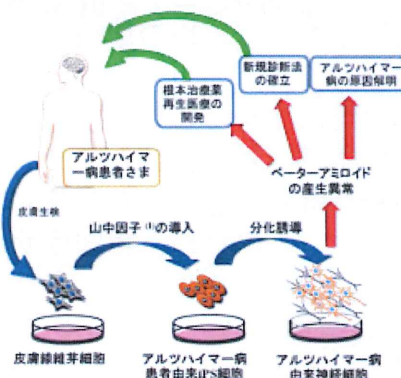 新規診断法
の確立
アルツハイマー
病の原因解明
根本治療薬
再生医療の
開発
アルツハイマ
ー病患者さま
ベーターアミロイド
の産生異常
皮膚生検
山中因子⁽¹⁾の導入
分化誘導
皮膚線維芽細胞
アルツハイマー病
患者由来iPS細胞
アルツハイマー病
由来神経細胞